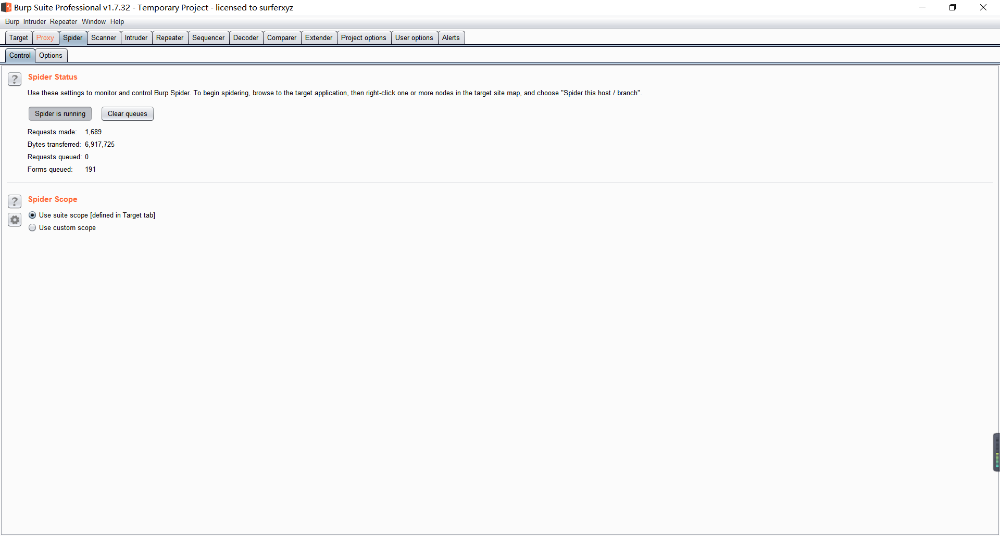 Burp Suite Professional v1.7.32 - Temporary Project - licensed to surferxyz
Burp Intruder Repeater Window Help
Target Proxy Spider Scanner Intruder Repeater Sequencer Decoder Comparer Extender Project options User options Alerts
Control Options
? Spider Status
Use these settings to monitor and control Burp Spider. To begin spidering, browse to the target application, then right-click one or more nodes in the target site map, and choose "Spider this host / branch".
Spider is running Clear queues
Requests made: 1,689
Bytes transferred: 6,917,725
Requests queued: 0
Forms queued: 191
? Spider Scope
Use suite scope [defined in Target tab]
Use custom scope